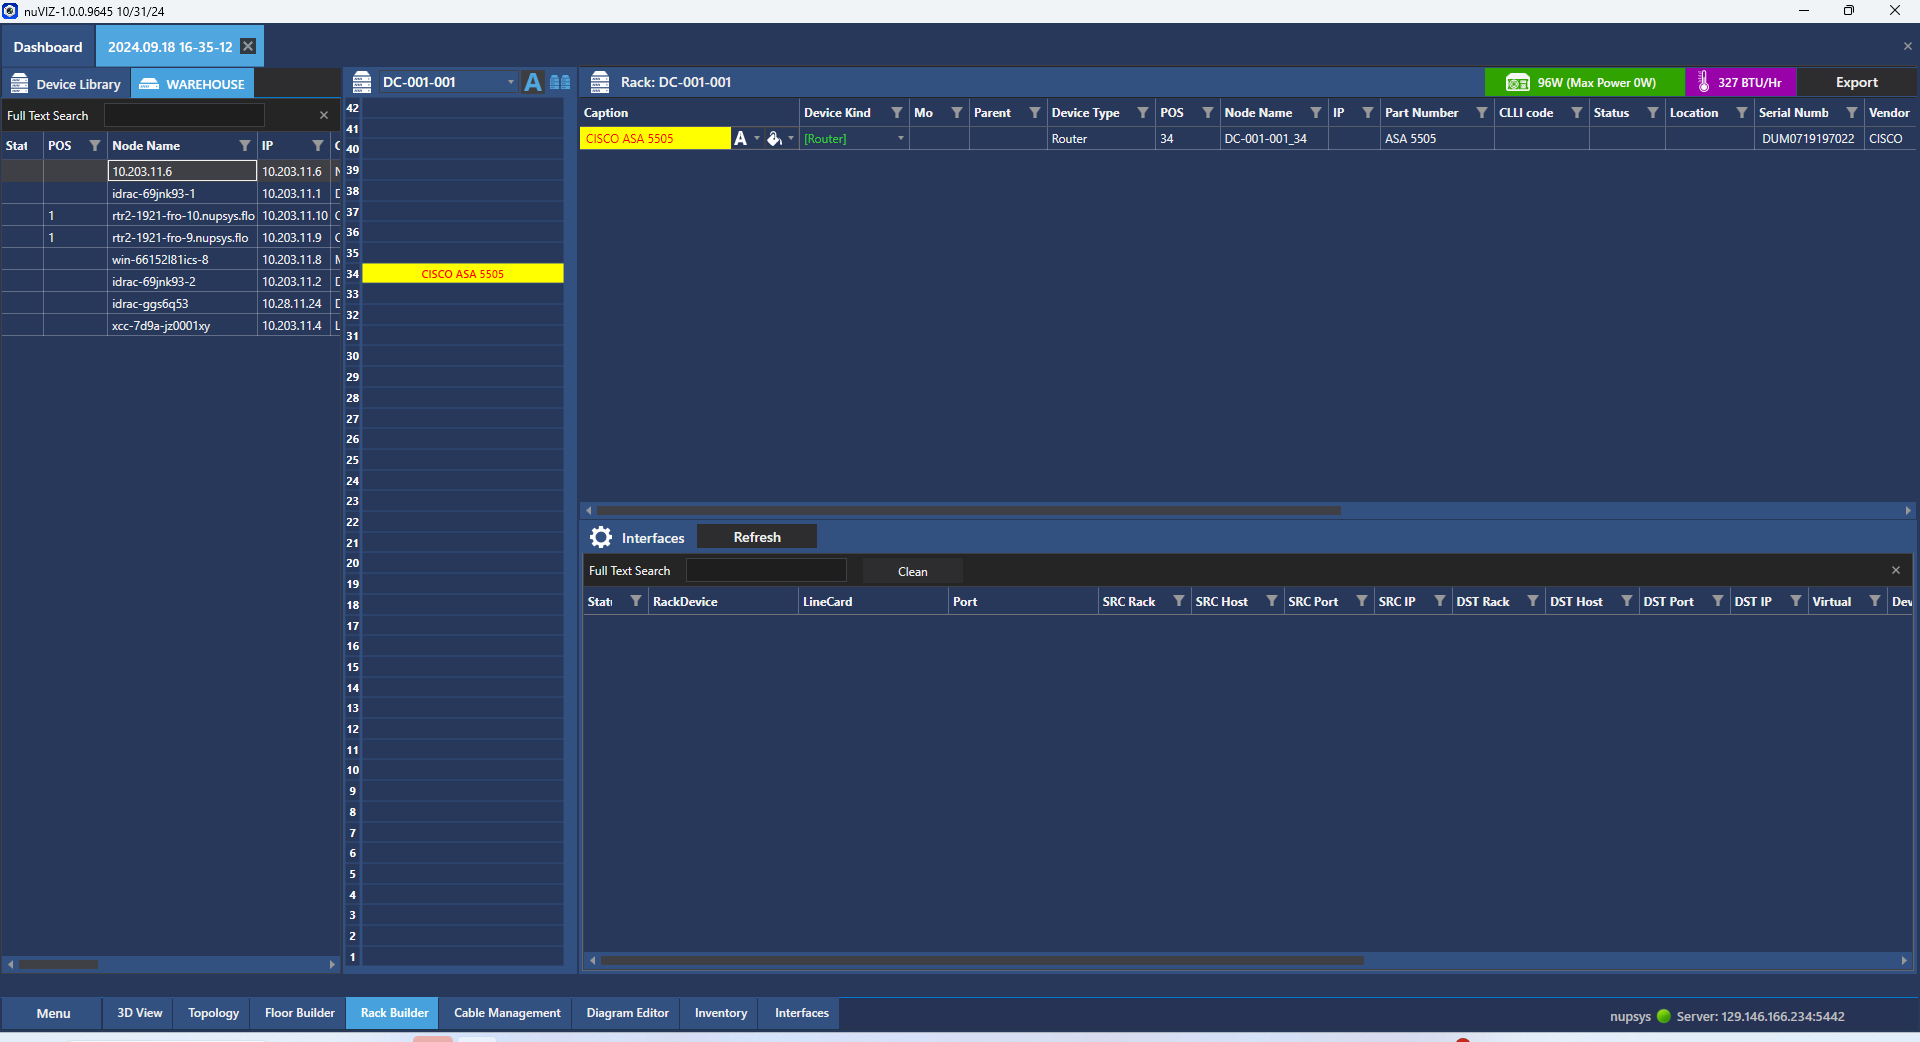 nuVIZ-1.0.0.9645 10/31/24
Dashboard
2024.09.18 16-35-12
Device Library
WAREHOUSE
Full Text Search
Stat POS Node Name IP
10.203.11.6 10.203.11.6
idrac-69jnk93-1 10.203.11.1
1 rtr2-1921-fro-10.nupsys.flo 10.203.11.10
1 rtr2-1921-fro-9.nupsys.flo 10.203.11.9
win-66152l81ics-8 10.203.11.8
idrac-69jnk93-2 10.203.11.2
idrac-ggs6q53 10.28.11.24
xcc-7d9a-jz0001xy 10.203.11.4
DC-001-001
A
42
41
40
39
38
37
36
35
34 CISCO ASA 5505
33
32
31
30
29
28
27
26
25
24
23
22
21
20
19
18
17
16
15
14
13
12
11
10
9
8
7
6
5
4
3
2
1
Rack: DC-001-001
96W (Max Power 0W)
327 BTU/Hr
Export
Caption Device Kind Mo Parent Device Type POS Node Name IP Part Number CLLI code Status Location Serial Numb Vendor
CISCO ASA 5505 A [Router] Router 34 DC-001-001_34 ASA 5505 DUM0719197022 CISCO
Interfaces
Refresh
Full Text Search
Clean
Stat RackDevice LineCard Port SRC Rack SRC Host SRC Port SRC IP DST Rack DST Host DST Port DST IP Virtual Dev
Menu
3D View
Topology
Floor Builder
Rack Builder
Cable Management
Diagram Editor
Inventory
Interfaces
nupsys Server: 129.146.166.234:5442